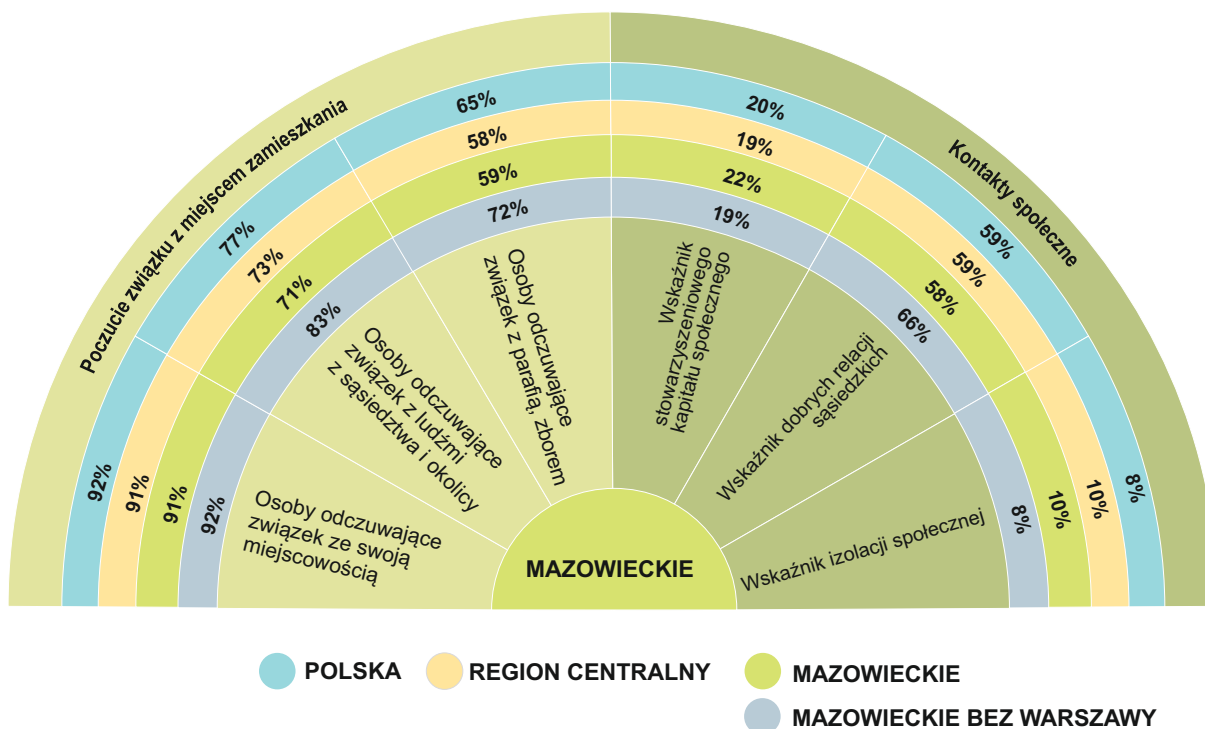 Poczucie związku z miejscem zamieszkania
Kontakty społeczne
92%
91%
91%
92%
Osoby odczuwające
związek ze swoją
miejscowością
77%
73%
71%
83%
Osoby odczuwające
związek z ludźmi
z sąsiedztwa i okolicy
65%
58%
59%
72%
Osoby odczuwające
związek z parafią, zborem
20%
19%
22%
19%
Wskaźnik
stowarzyszeniowego
kapitału społecznego
59%
59%
58%
66%
Wskaźnik dobrych relacji
sąsiedzkich
8%
10%
10%
8%
Wskaźnik izolacji społecznej
MAZOWIECKIE
POLSKA
REGION CENTRALNY
MAZOWIECKIE
MAZOWIECKIE BEZ WARSZAWY